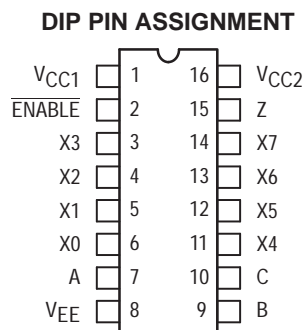 DIP PIN ASSIGNMENT
VCC1 1 16 VCC2
ENABLE 2 15 Z
X3 3 14 X7
X2 4 13 X6
X1 5 12 X5
X0 6 11 X4
A 7 10 C
VEE 8 9 B